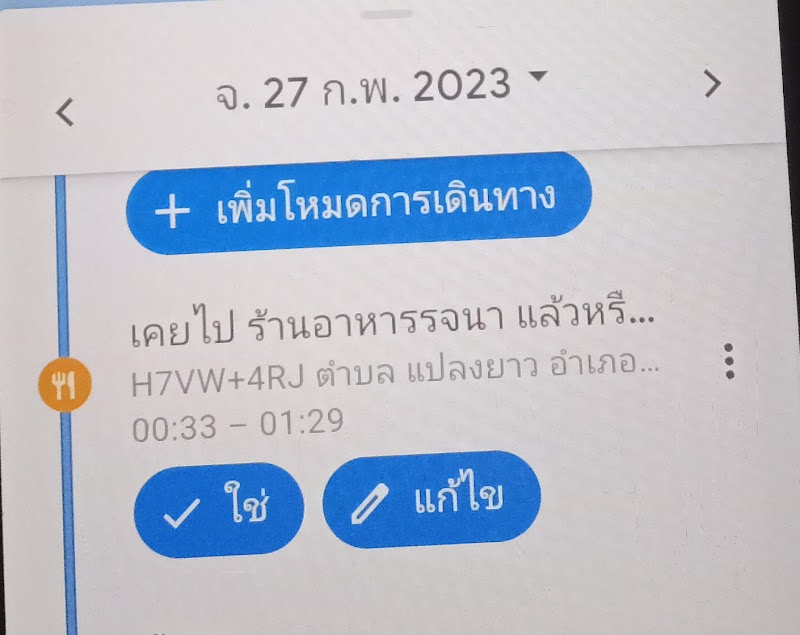 จ. 27 ก.พ. 2023
เพิ่มโหมดการเดินทาง
เคยไป ร้านอาหารรจนา แล้วหรื...
H7VW+4RJ ตำบล แปลงยาว อำเภอ...
00:33 – 01:29
ใช่ แก้ไข